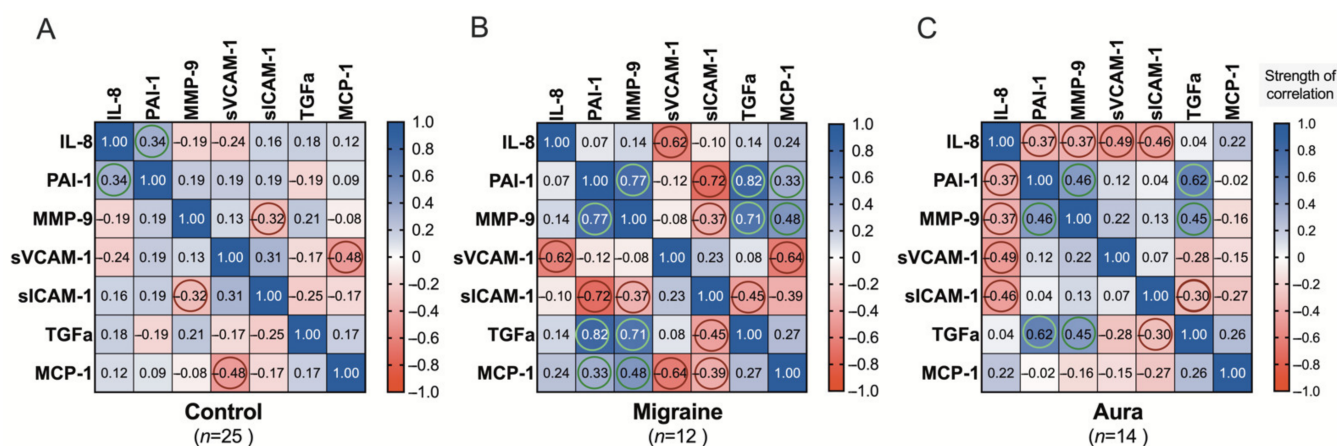 A
IL-8 PAI-1 MMP-9 sVCAM-1 sICAM-1 TGFa MCP-1
IL-8 1.00 0.34 −0.19 −0.24 0.16 0.18 0.12
PAI-1 0.34 1.00 0.19 0.19 0.19 −0.19 0.09
MMP-9 −0.19 0.19 1.00 0.13 −0.32 0.21 −0.08
sVCAM-1 −0.24 0.19 0.13 1.00 0.31 −0.17 −0.48
sICAM-1 0.16 0.19 −0.32 0.31 1.00 −0.25 −0.17
TGFa 0.18 −0.19 0.21 −0.17 −0.25 1.00 0.17
MCP-1 0.12 0.09 −0.08 −0.48 −0.17 0.17 1.00
1.0
0.8
0.6
0.4
0.2
0
−0.2
−0.4
−0.6
−0.8
−1.0
Control
(n=25 )
B
IL-8 PAI-1 MMP-9 sVCAM-1 sICAM-1 TGFa MCP-1
IL-8 1.00 0.07 0.14 −0.62 −0.10 0.14 0.24
PAI-1 0.07 1.00 0.77 −0.12 −0.72 0.82 0.33
MMP-9 0.14 0.77 1.00 −0.08 −0.37 0.71 0.48
sVCAM-1 −0.62 −0.12 −0.08 1.00 0.23 0.08 −0.64
sICAM-1 −0.10 −0.72 −0.37 0.23 1.00 −0.45 −0.39
TGFa 0.14 0.82 0.71 0.08 −0.45 1.00 0.27
MCP-1 0.24 0.33 0.48 −0.64 −0.39 0.27 1.00
1.0
0.8
0.6
0.4
0.2
0
−0.2
−0.4
−0.6
−0.8
−1.0
Migraine
(n=12 )
C
IL-8 PAI-1 MMP-9 sVCAM-1 sICAM-1 TGFa MCP-1
IL-8 1.00 −0.37 −0.37 −0.49 −0.46 0.04 0.22
PAI-1 −0.37 1.00 0.46 0.12 0.04 0.62 −0.02
MMP-9 −0.37 0.46 1.00 0.22 0.13 0.45 −0.16
sVCAM-1 −0.49 0.12 0.22 1.00 0.07 −0.28 −0.15
sICAM-1 −0.46 0.04 0.13 0.07 1.00 −0.30 −0.27
TGFa 0.04 0.62 0.45 −0.28 −0.30 1.00 0.26
MCP-1 0.22 −0.02 −0.16 −0.15 −0.27 0.26 1.00
Strength of
correlation
1.0
0.8
0.6
0.4
0.2
0
−0.2
−0.4
−0.6
−0.8
−1.0
Aura
(n=14 )